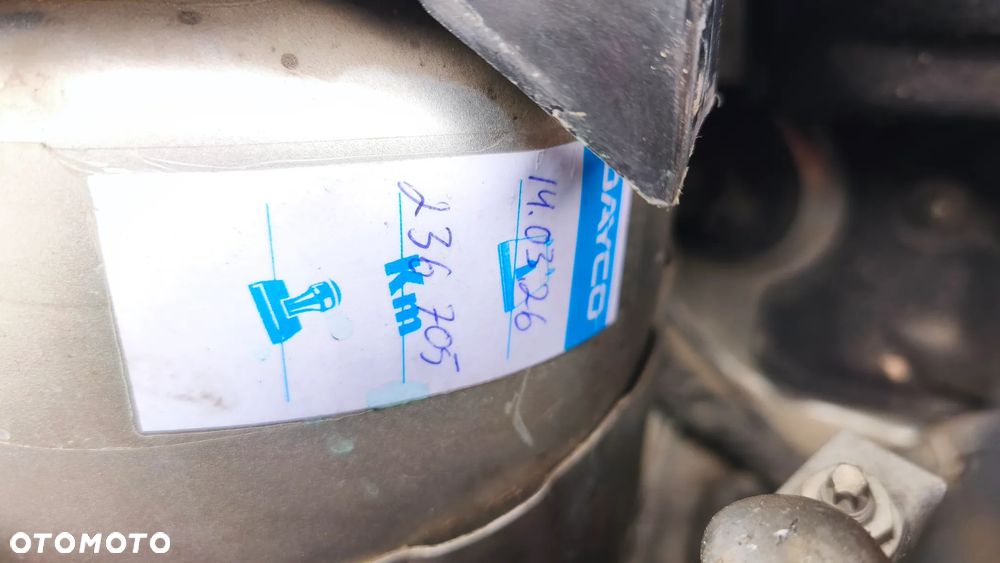 DAYCO
14.03.26
236 705
Km
OTOMOTO